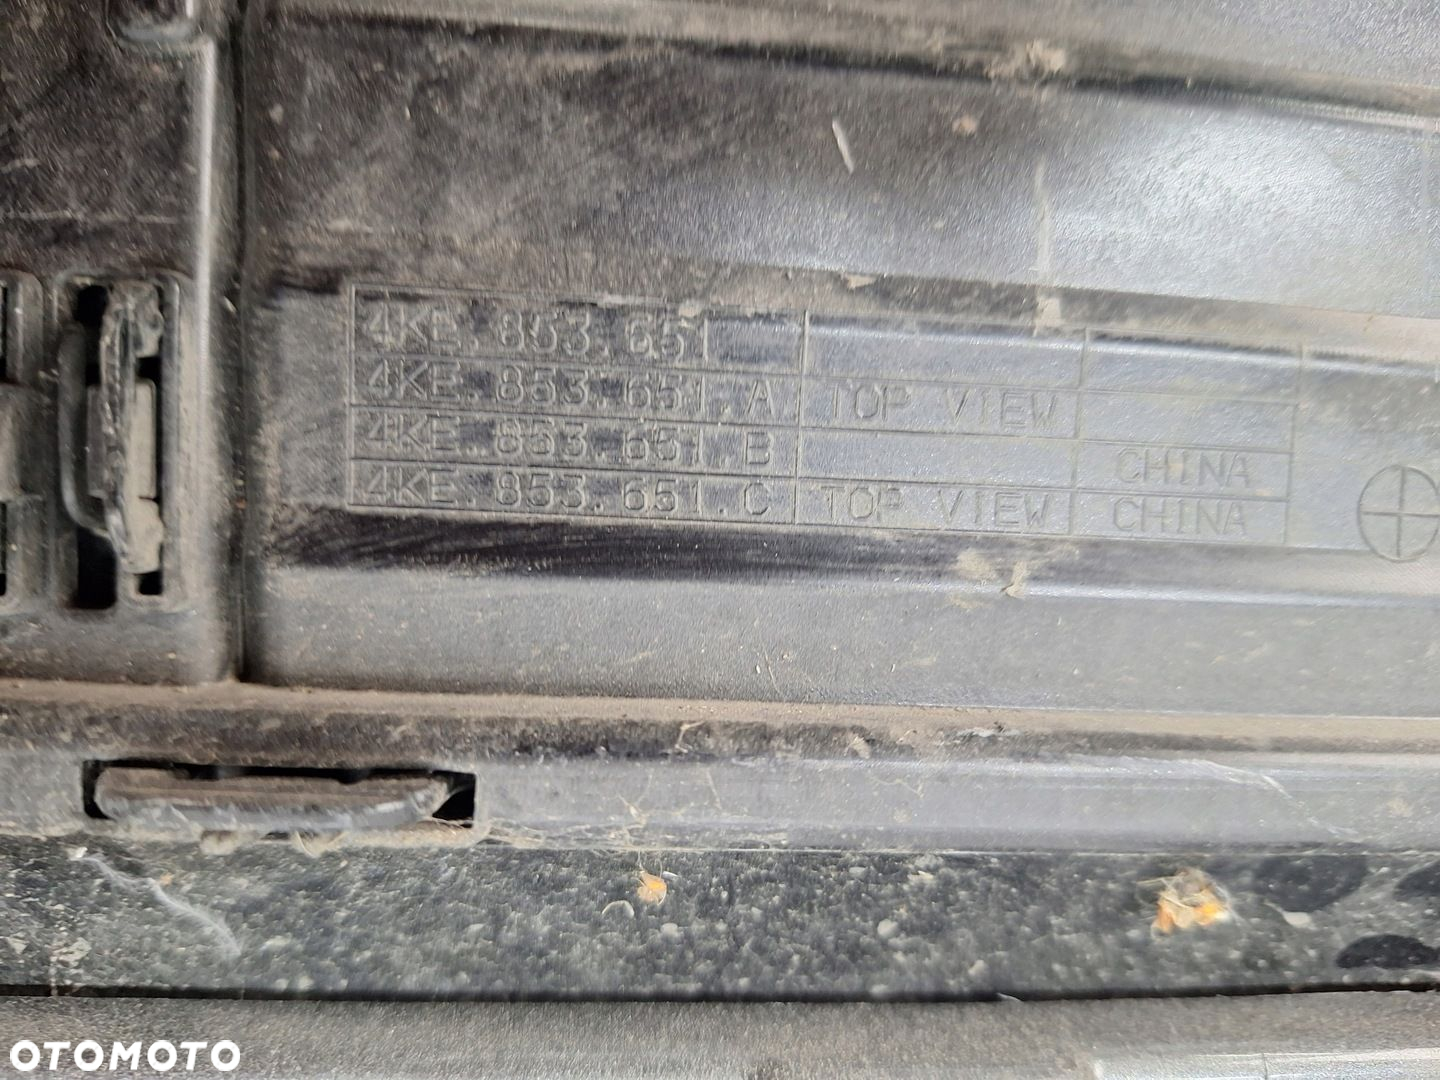 4KE.853.651
4KE.853.651.A TOP VIEW
4KE.853.651.B CHINA
4KE.853.651.C TOP VIEW CHINA
OTOMOTO